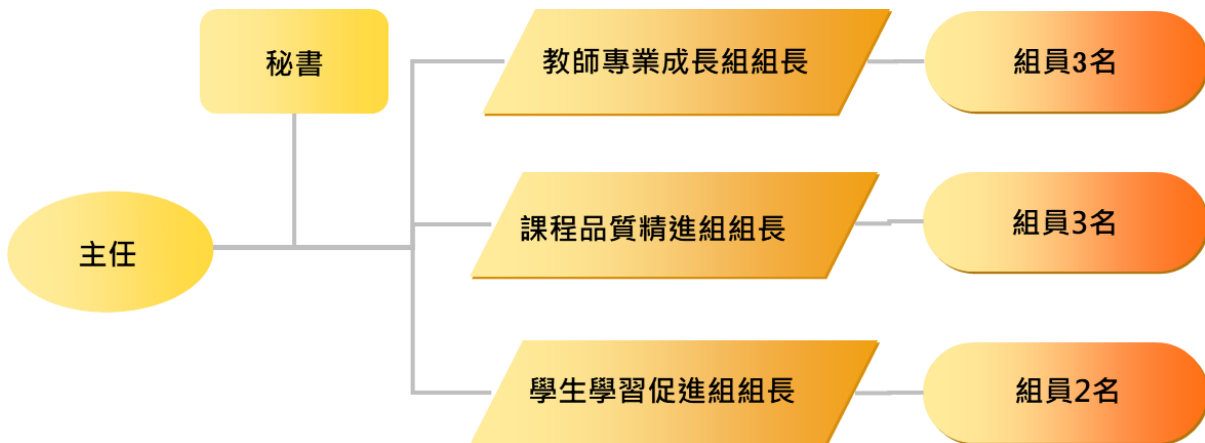 秘書
主任
教師專業成長組組長
組員3名
課程品質精進組組長
組員3名
學生學習促進組組長
組員2名